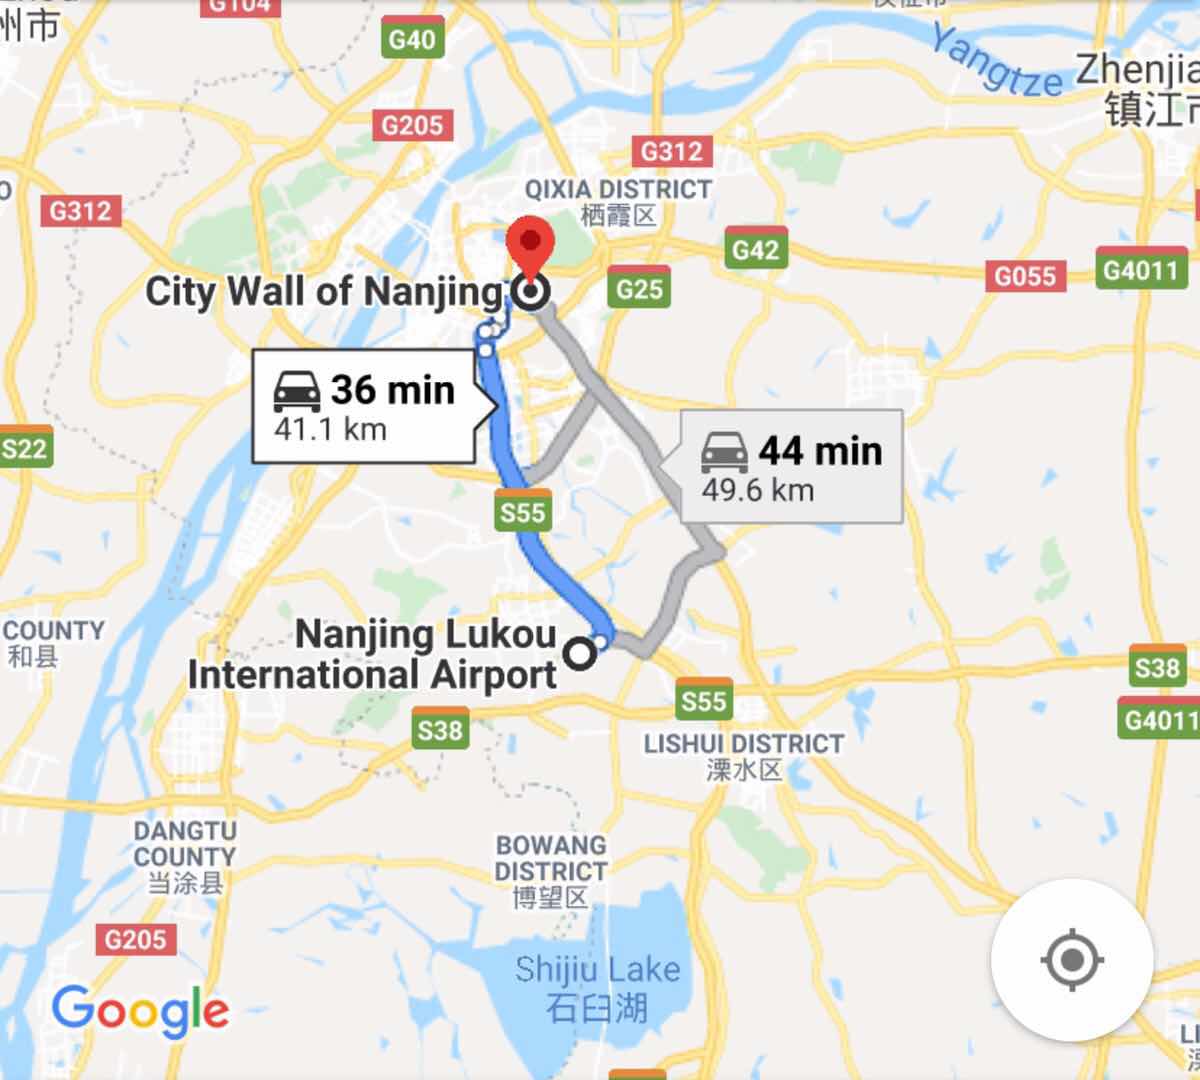 G104
州市
G40
Yangtze
Zhenjia
镇江市
G205
G312
QIXIA DISTRICT
栖霞区
G312
G42
G055
G4011
G25
City Wall of Nanjing
36 min
41.1 km
44 min
49.6 km
S22
S55
COUNTY
和县
Nanjing Lukou
International Airport
S38
S55
S38
G4011
LISHUI DISTRICT
溧水区
DANGTU
COUNTY
当涂县
BOWANG
DISTRICT
博望区
G205
Shijiu Lake
石臼湖
Google
LI
溧